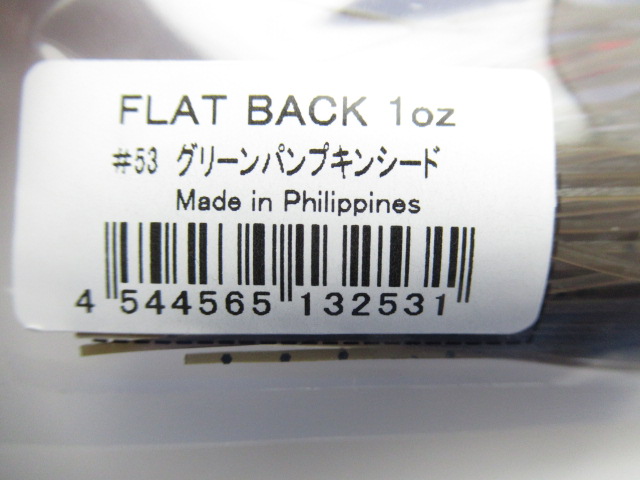 FLAT BACK 1oz
#53 グリーンパンプキンシード
Made in Philippines
4 544565 132531